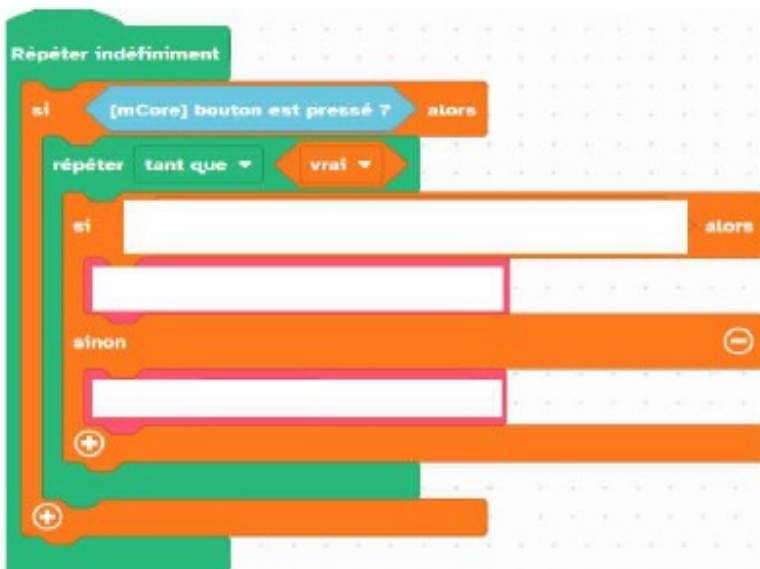 Répéter indéfiniment
si [mCore] bouton est pressé ? alors
répéter tant que vrai
si alors
sinon